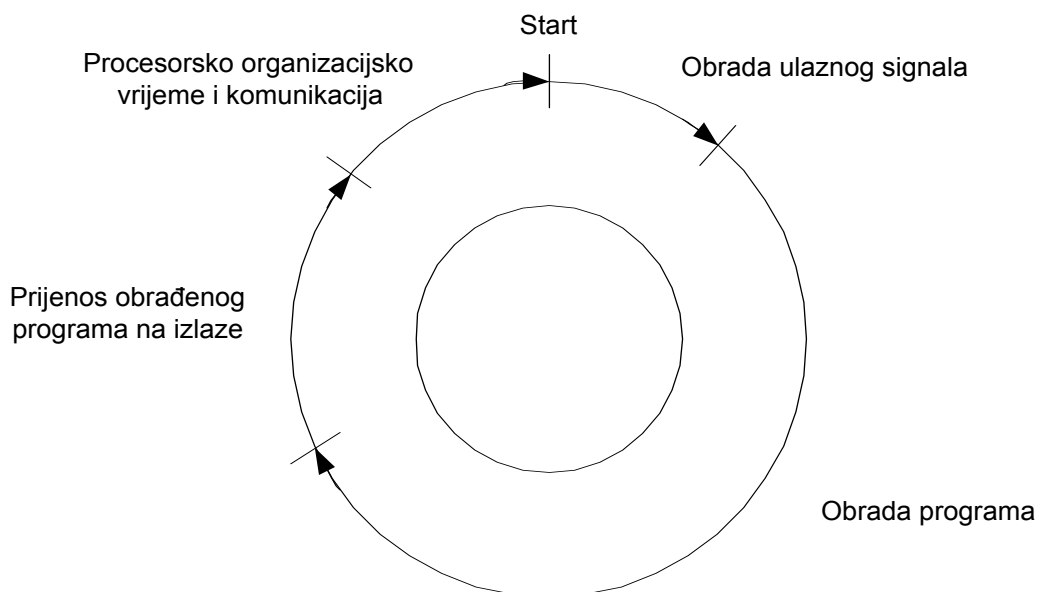 Start
Procesorsko organizacijsko
vrijeme i komunikacija
Obrada ulaznog signala
Prijenos obrađenog
programa na izlaze
Obrada programa